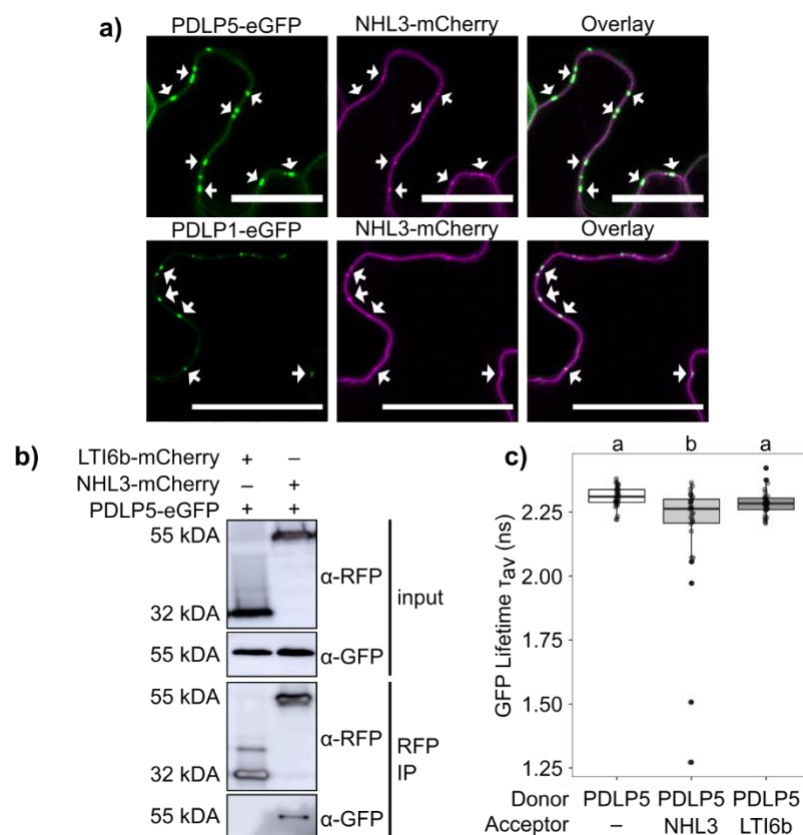 a)
PDLP5-eGFP NHL3-mCherry Overlay
PDLP1-eGFP NHL3-mCherry Overlay
b)
LTI6b-mCherry + –
NHL3-mCherry – +
PDLP5-eGFP + +
55 kDA
α-RFP
32 kDA
input
55 kDA α-GFP
55 kDA
α-RFP
32 kDA
RFP
IP
55 kDA α-GFP
c)
a b a
GFP Lifetime τav (ns)
2.25
2.00
1.75
1.50
1.25
Donor PDLP5 PDLP5 PDLP5
Acceptor – NHL3 LTI6b